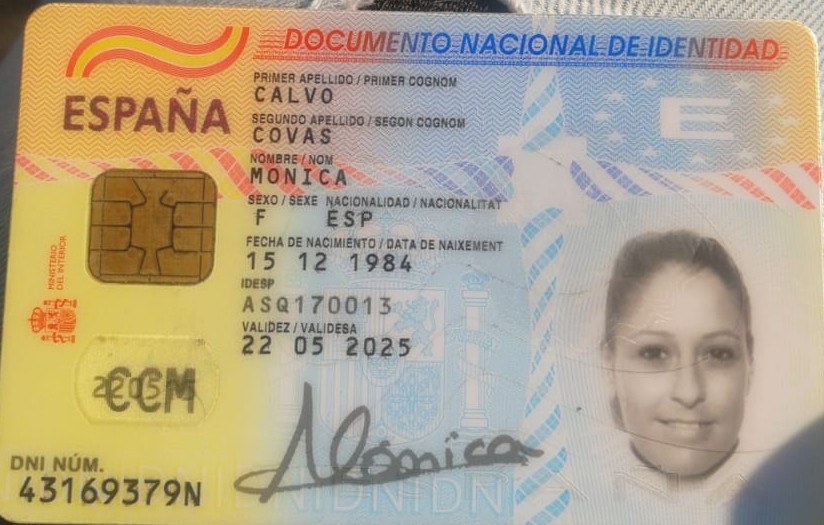 DOCUMENTO NACIONAL DE IDENTIDAD
ESPAÑA
PRIMER APELLIDO / PRIMER COGNOM
CALVO
SEGUNDO APELLIDO / SEGON COGNOM
COVAS
NOMBRE / NOM
MONICA
SEXO / SEXE NACIONALIDAD / NACIONALITAT
F ESP
FECHA DE NACIMIENTO / DATA DE NAIXEMENT
15 12 1984
IDESP
ASQ170013
VALIDEZ / VALIDESA
22 05 2025
E
MINISTERIO
DEL INTERIOR
CCM
Mónica
DNI NÚM.
43169379N